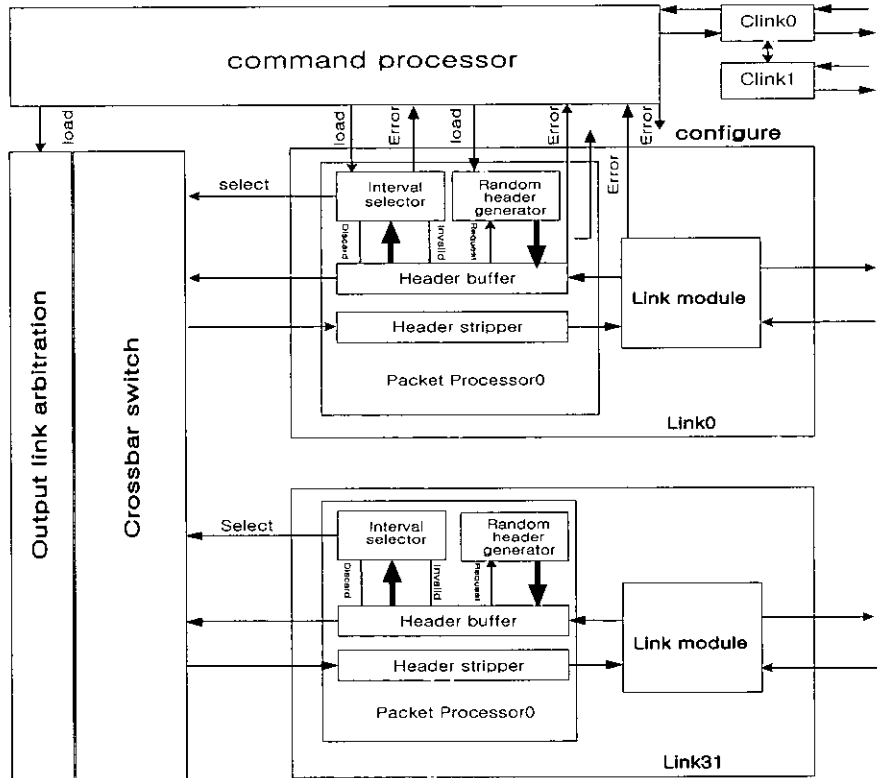 Clink0
command processor
Clink1
load
load
Error
load
Error
Error
Error
configure
Error
select
Interval
selector
Random
header
generator
Discard
Invalid
Request
Header buffer
Link module
Header stripper
Packet Processor0
Link0
Output link arbitration
Crossbar switch
Select
Interval
selector
Random
header
generator
Discard
Invalid
Request
Header buffer
Link module
Header stripper
Packet Processor0
Link31